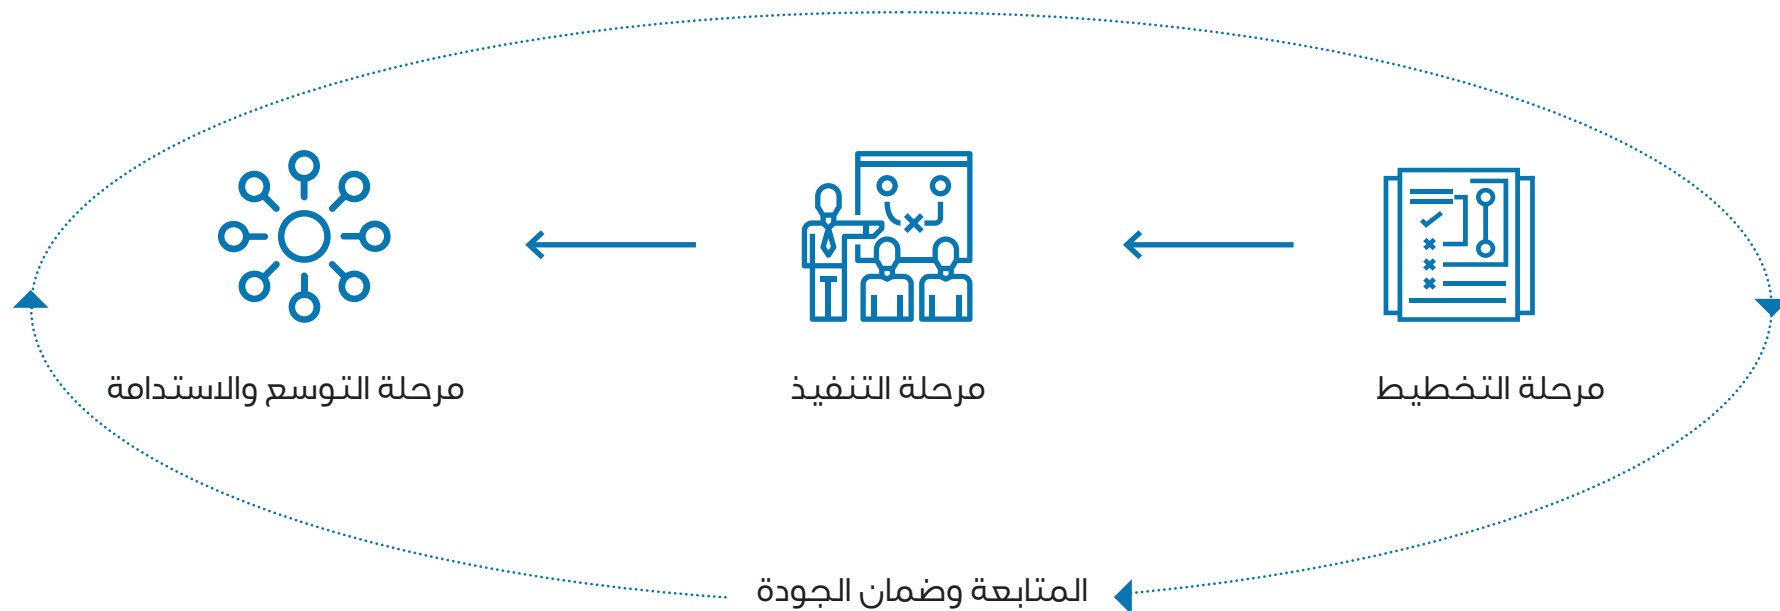 مرحلة التخطيط
مرحلة التنفيذ
مرحلة التوسع والاستدامة
المتابعة وضمان الجودة